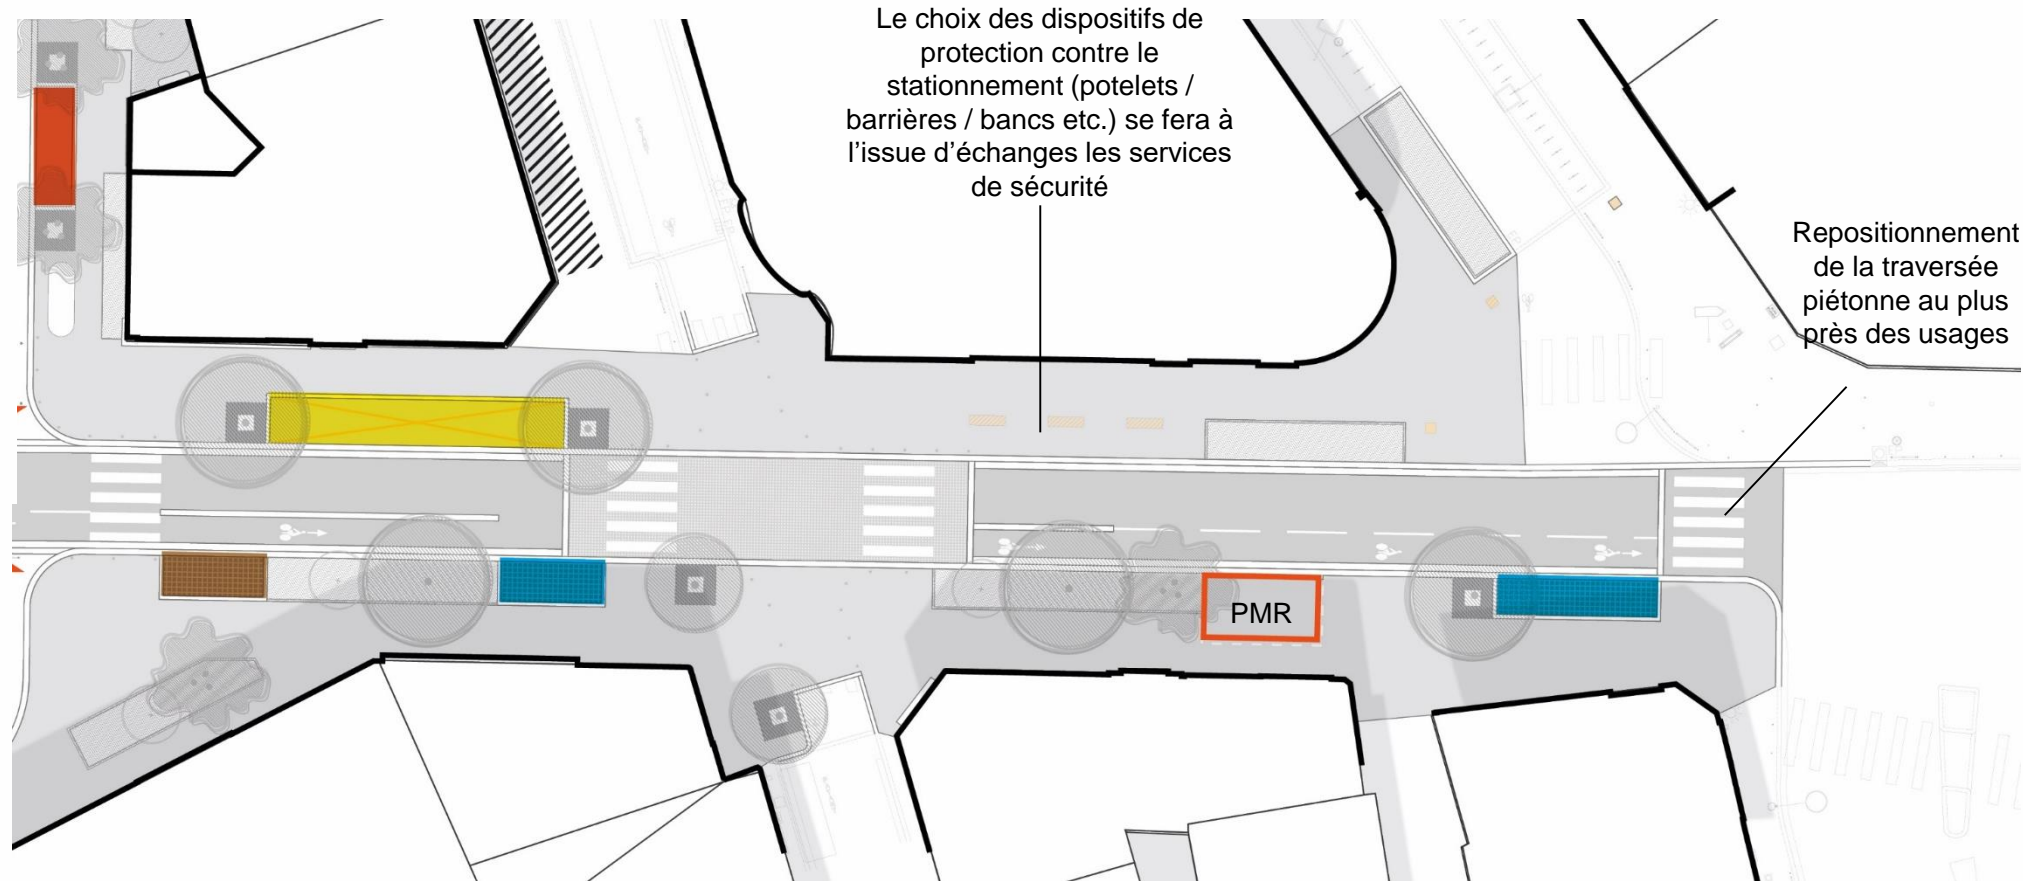 Le choix des dispositifs de
protection contre le
stationnement (potelets /
barrières / bancs etc.) se fera à
l'issue d'échanges les services
de sécurité
Repositionnement
de la traversée
piétonne au plus
près des usages
PMR